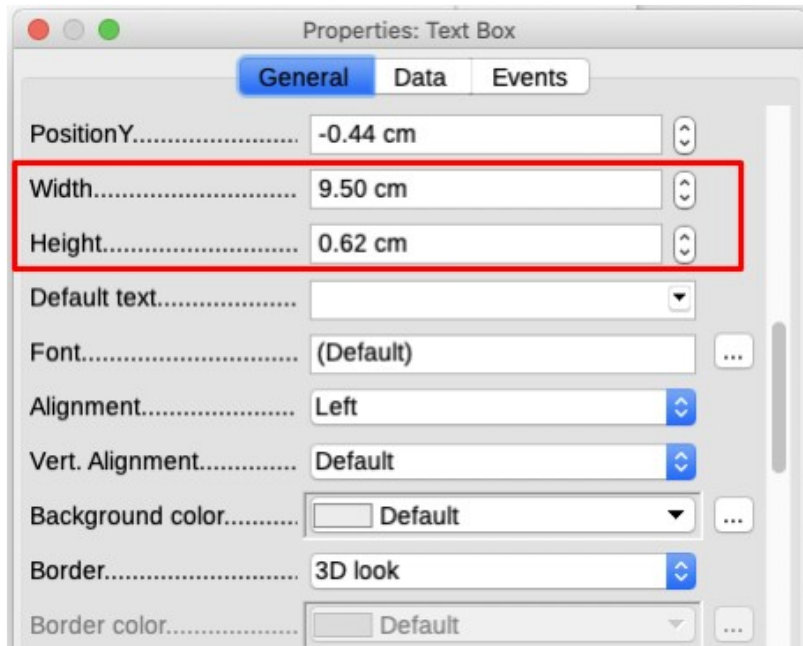 Properties: Text Box
General Data Events
PositionY........................... -0.44 cm
Width........................... 9.50 cm
Height.......................... 0.62 cm
Default text....................
Font............................. (Default) ...
Alignment...................... Left
Vert. Alignment.............. Default
Background color........... Default ...
Border.......................... 3D look
Border color................... Default ...